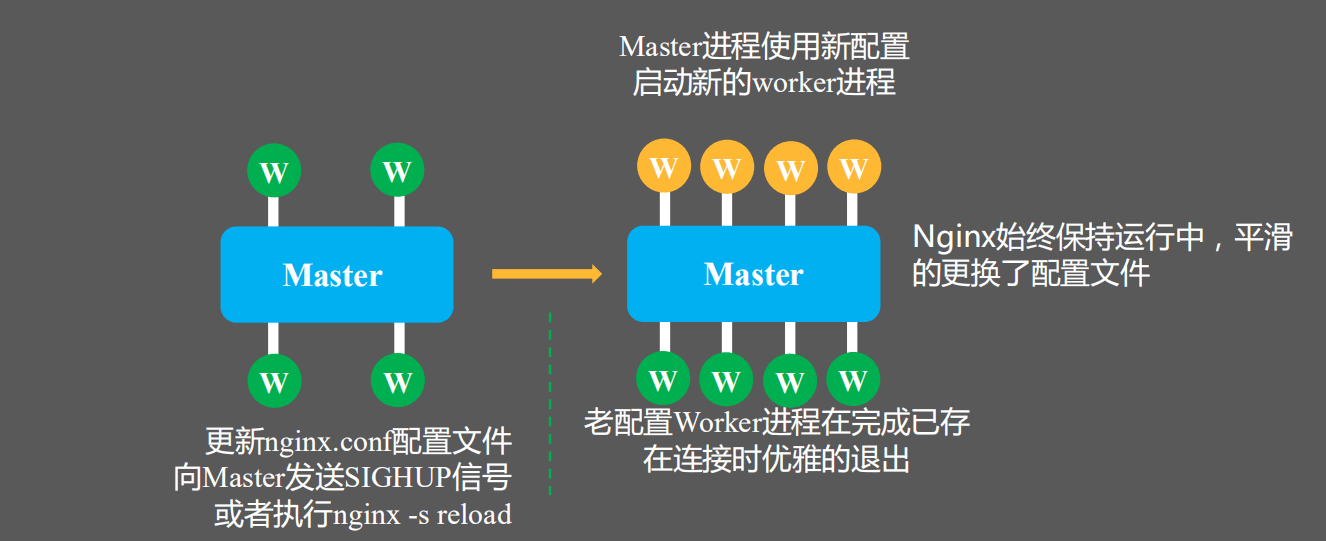 Master进程使用新配置
启动新的worker进程
W W
W W W W
Master
Master
Nginx始终保持运行中，平滑
的更换了配置文件
W W
W W W W
更新nginx.conf配置文件
向Master发送SIGHUP信号
或者执行nginx -s reload
老配置Worker进程在完成已存
在连接时优雅的退出